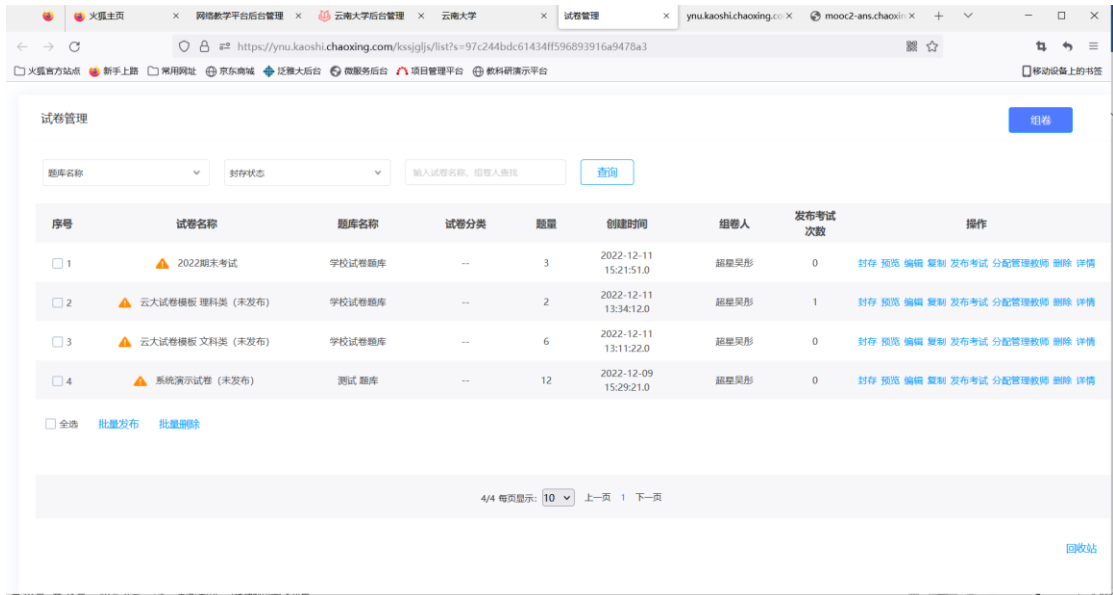 火狐主页 网络教学平台后台管理 云南大学后台管理 云南大学 试卷管理 ynu.kaoshi.chaoxing.co mooc2-ans.chaoxin
https://ynu.kaoshi.chaoxing.com/kssjgljs/list?s=97c244bdc61434ff596893916a9478a3
火狐官方站点 新手上路 常用网址 京东商城 泛雅大后台 微服务后台 项目管理平台 教科研演示平台 移动设备上的书签
试卷管理 组卷
题库名称 封存状态 输入试卷名称、组卷人查找 查询
序号 试卷名称 题库名称 试卷分类 题量 创建时间 组卷人 发布考试次数 操作
1 2022期末考试 学校试卷题库 -- 3 2022-12-11 15:21:51.0 超星吴彤 0 封存 预览 编辑 复制 发布考试 分配管理教师 删除 详情
2 云大试卷模板 理科类（未发布） 学校试卷题库 -- 2 2022-12-11 13:34:12.0 超星吴彤 1 封存 预览 编辑 复制 发布考试 分配管理教师 删除 详情
3 云大试卷模板 文科类（未发布） 学校试卷题库 -- 6 2022-12-11 13:11:22.0 超星吴彤 0 封存 预览 编辑 复制 发布考试 分配管理教师 删除 详情
4 系统演示试卷（未发布） 测试 题库 -- 12 2022-12-09 15:29:21.0 超星吴彤 0 封存 预览 编辑 复制 发布考试 分配管理教师 删除 详情
全选 批量发布 批量删除
4/4 每页显示: 10 上一页 1 下一页
回收站